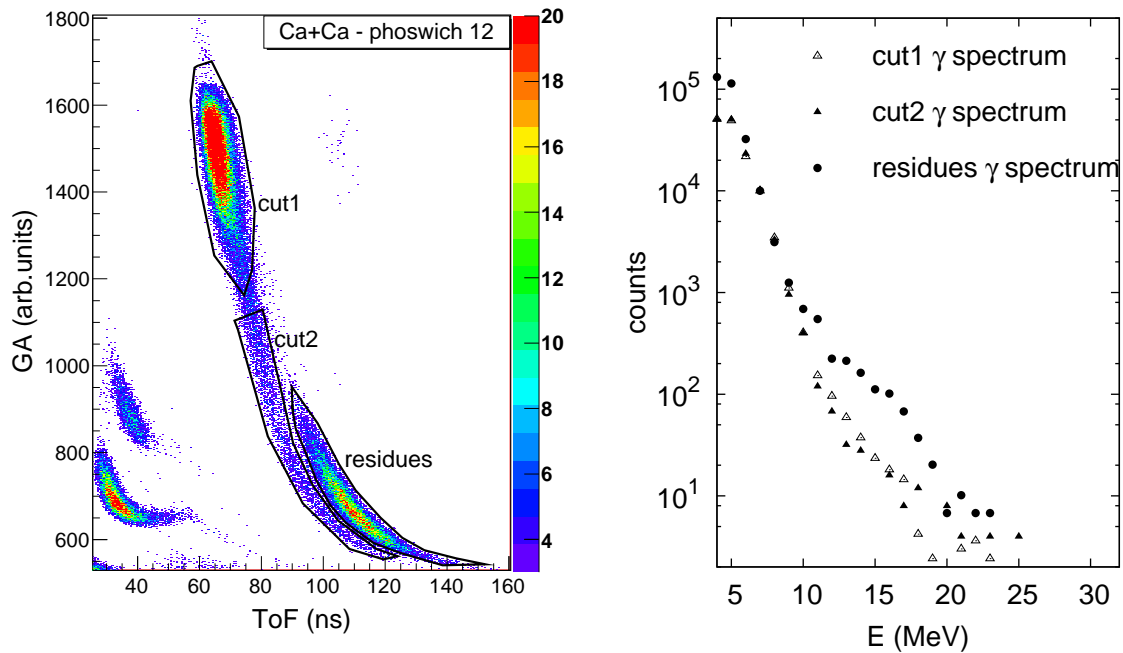 Ca+Ca - phoswich 12
1800
1600
1400
1200
1000
800
600
GA (arb.units)
cut1
cut2
residues
40 60 80 100 120 140 160
ToF (ns)
20
18
16
14
12
10
8
6
4
cut1 γ spectrum
cut2 γ spectrum
residues γ spectrum
10⁵
10⁴
10³
10²
10¹
counts
5 10 15 20 25 30
E (MeV)